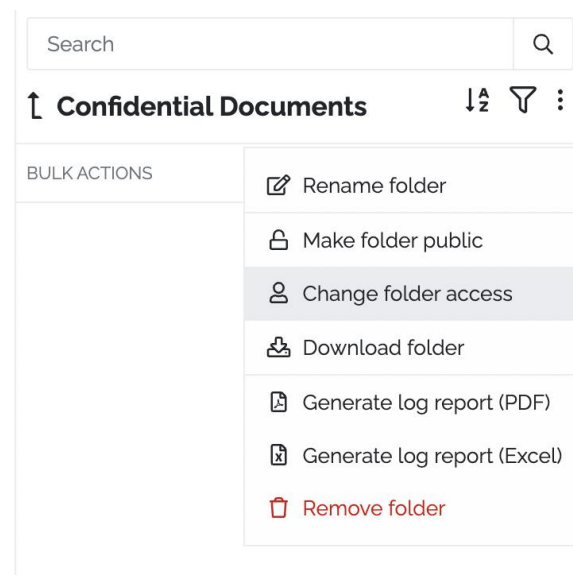 Search
Confidential Documents
BULK ACTIONS
Rename folder
Make folder public
Change folder access
Download folder
Generate log report (PDF)
Generate log report (Excel)
Remove folder